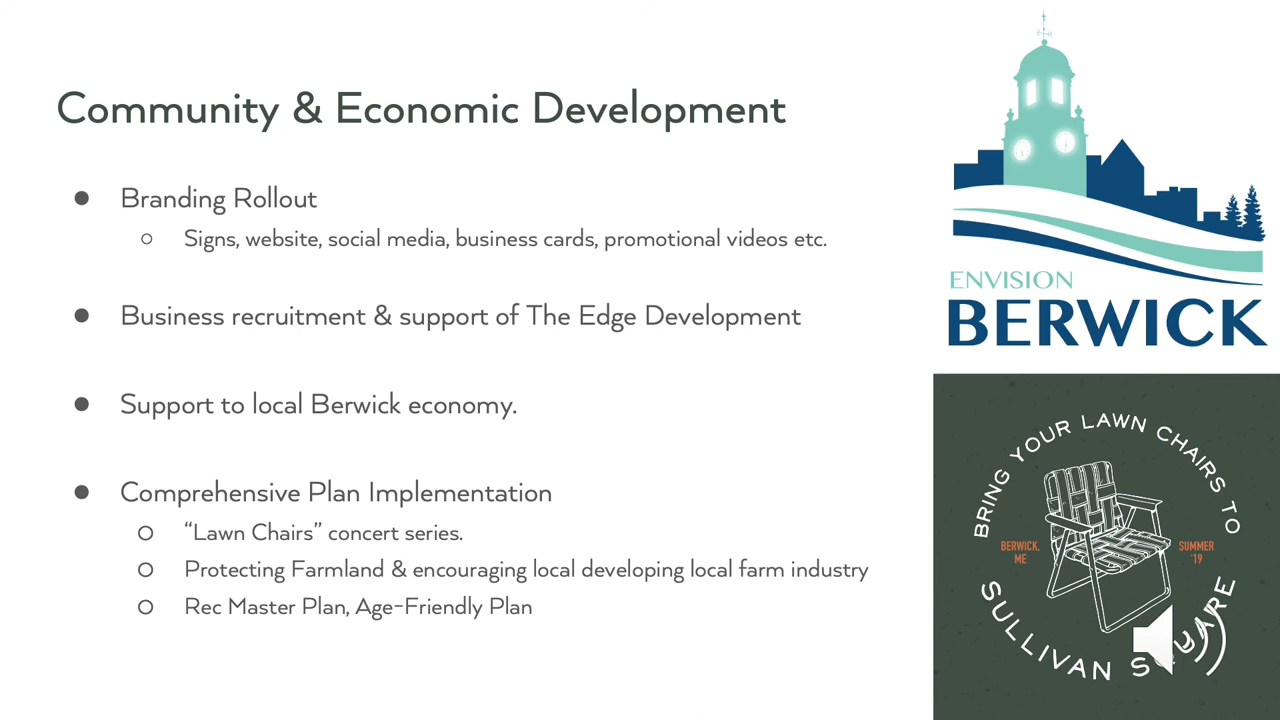 Community & Economic Development
● Branding Rollout
○ Signs, website, social media, business cards, promotional videos etc.
● Business recruitment & support of The Edge Development
● Support to local Berwick economy.
● Comprehensive Plan Implementation
○ “Lawn Chairs” concert series.
○ Protecting Farmland & encouraging local developing local farm industry
○ Rec Master Plan, Age-Friendly Plan
ENVISION
BERWICK
BRING YOUR LAWN CHAIRS TO
BERWICK, ME
SUMMER '19
SULLIVAN SQUARE